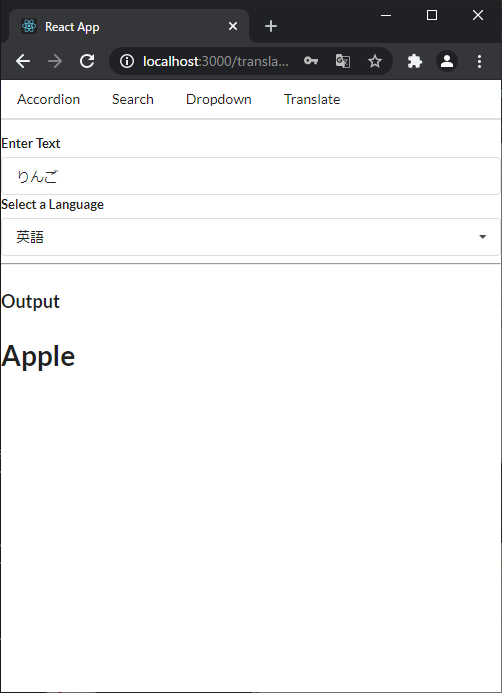 React App
localhost:3000/transla...
Accordion Search Dropdown Translate
Enter Text
りんご
Select a Language
英語
Output
Apple